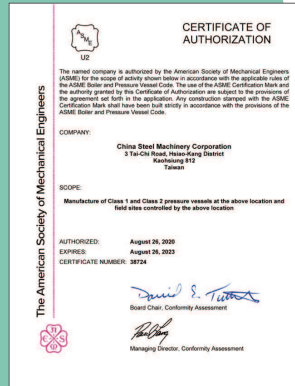 CERTIFICATE OF
AUTHORIZATION
ASME
U2
The named company is authorized by the American Society of Mechanical Engineers
(ASME) for the scope of activity shown below in accordance with the applicable rules of
the ASME Boiler and Pressure Vessel Code. The use of the ASME Certification Mark and
the authority granted by this Certificate of Authorization are subject to the provisions of
the agreement set forth in the application. Any construction stamped with the ASME
Certification Mark shall have been built strictly in accordance with the provisions of the
ASME Boiler and Pressure Vessel Code.
COMPANY:
China Steel Machinery Corporation
3 Tai-Chi Road, Hsiao-Kang District
Kaohsiung 812
Taiwan
SCOPE:
Manufacture of Class 1 and Class 2 pressure vessels at the above location and
field sites controlled by the above location
AUTHORIZED: August 26, 2020
EXPIRES: August 26, 2023
CERTIFICATE NUMBER: 38724
Board Chair, Conformity Assessment
Managing Director, Conformity Assessment
The American Society of Mechanical Engineers